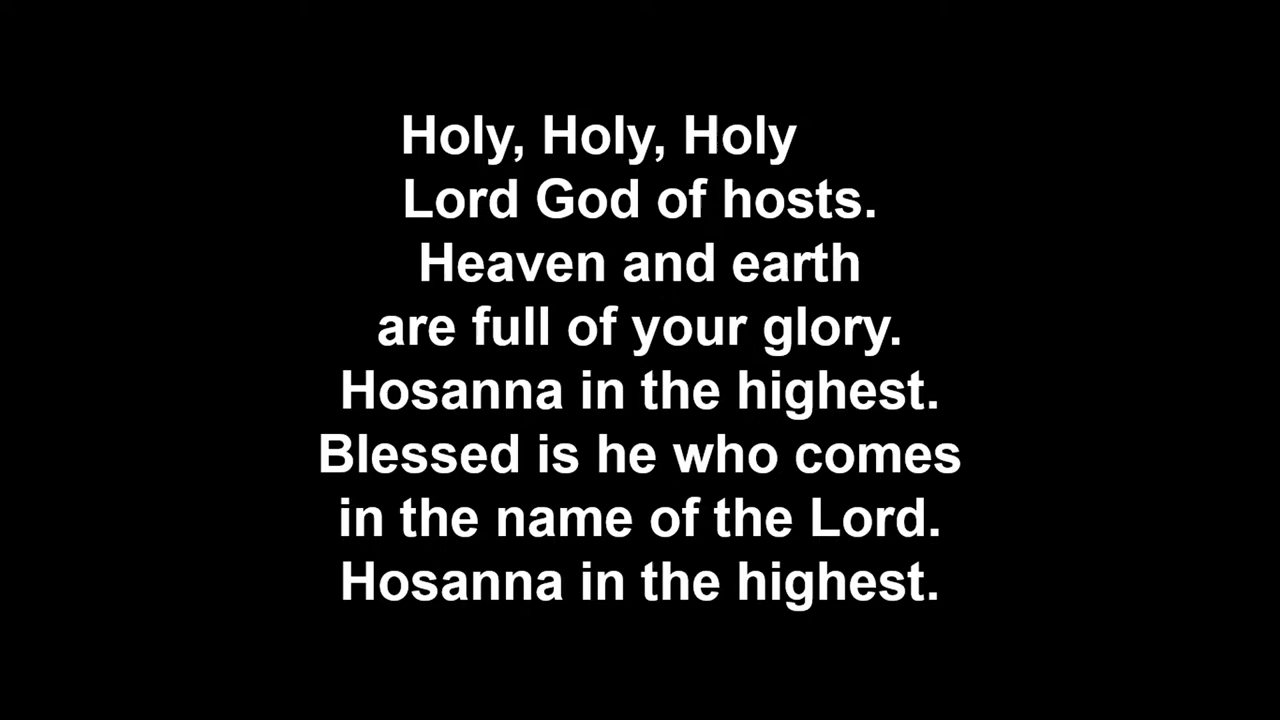 Holy, Holy, Holy
Lord God of hosts.
Heaven and earth
are full of your glory.
Hosanna in the highest.
Blessed is he who comes
in the name of the Lord.
Hosanna in the highest.